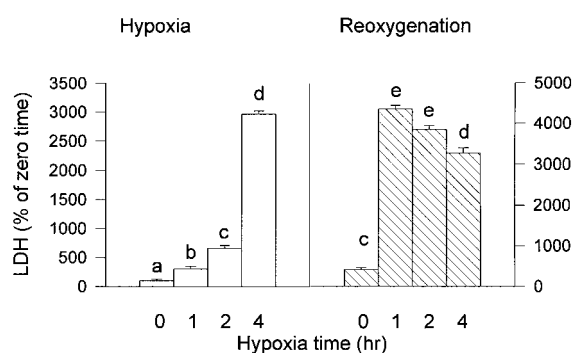 Hypoxia
Reoxygenation
LDH (% of zero time)
3500
3000
2500
2000
1500
1000
500
0
a
b
c
d
c
e
e
d
5000
4000
3000
2000
1000
0
0 1 2 4
0 1 2 4
Hypoxia time (hr)